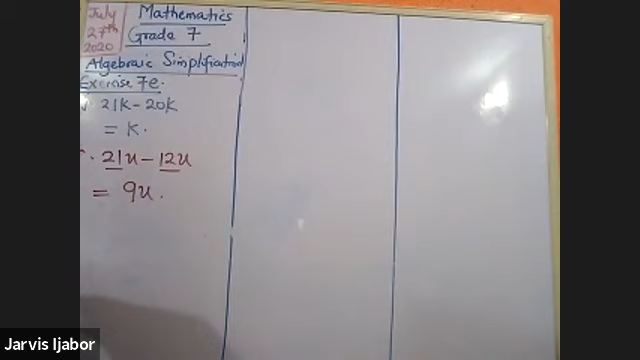 July
27th
2020
Mathematics
Grade 7
Algebraic Simplification
Exercise 7e.
21k - 20k
= k.
21u - 12u
= 9u.
Jarvis Ijabor